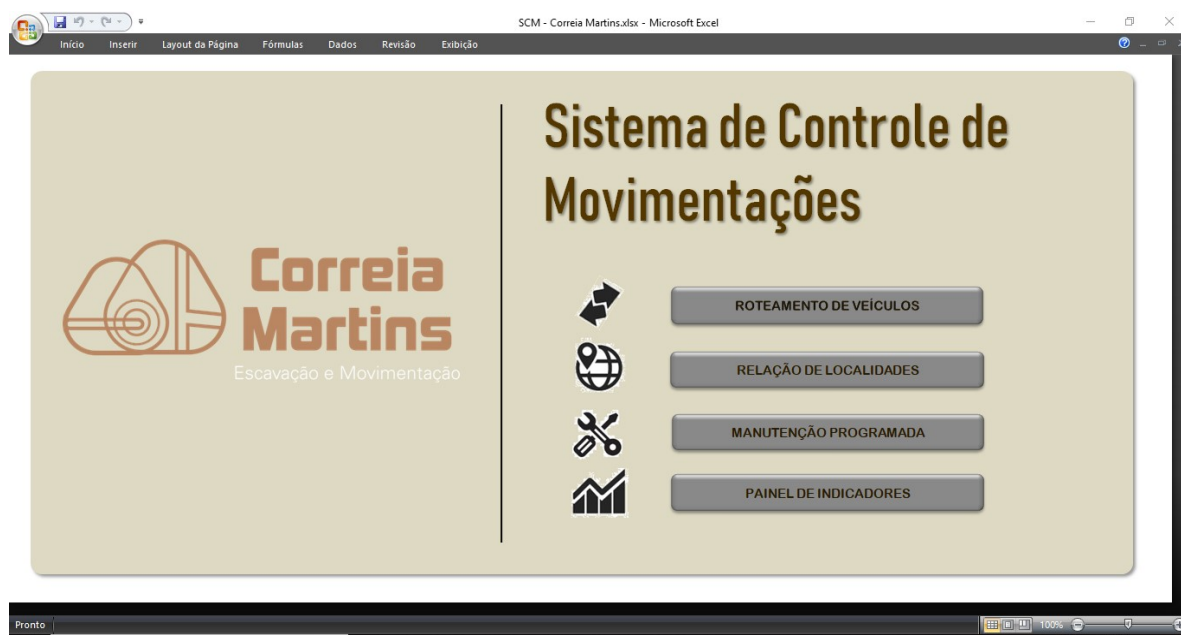 SCM - Correia Martins.xlsx - Microsoft Excel
Início Inserir Layout da Página Fórmulas Dados Revisão Exibição
Sistema de Controle de
Movimentações
Correia
Martins
Escavação e Movimentação
ROTEAMENTO DE VEÍCULOS
RELAÇÃO DE LOCALIDADES
MANUTENÇÃO PROGRAMADA
PAINEL DE INDICADORES
Pronto 100%